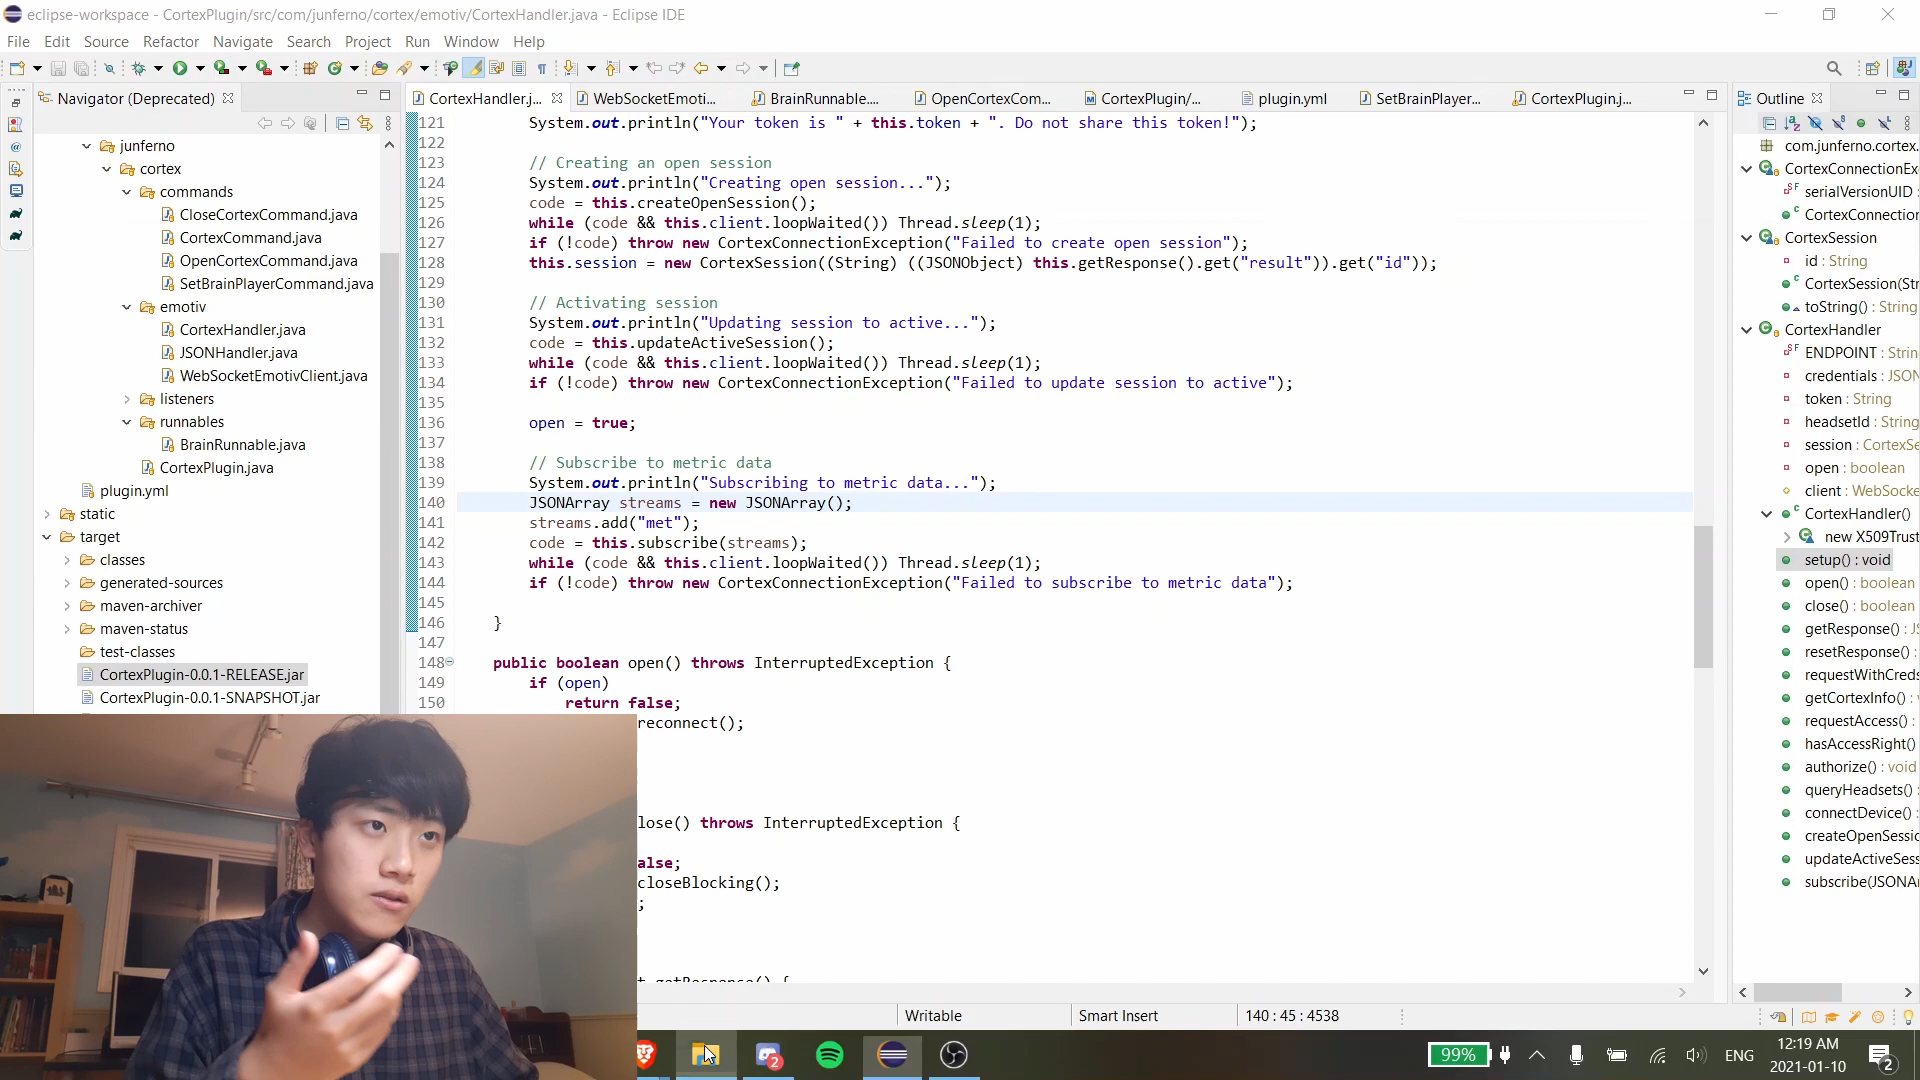 eclipse-workspace - CortexPlugin/src/com/junferno/cortex/emotiv/CortexHandler.java - Eclipse IDE
File Edit Source Refactor Navigate Search Project Run Window Help
Navigator (Deprecated)
CortexHandler.j... WebSocketEmoti... BrainRunnable.... OpenCortexCom... CortexPlugin/... plugin.yml SetBrainPlayer... CortexPlugin.j...
Outline
junferno
cortex
commands
CloseCortexCommand.java
CortexCommand.java
OpenCortexCommand.java
SetBrainPlayerCommand.java
emotiv
CortexHandler.java
JSONHandler.java
WebSocketEmotivClient.java
listeners
runnables
BrainRunnable.java
CortexPlugin.java
plugin.yml
static
target
classes
generated-sources
maven-archiver
maven-status
test-classes
CortexPlugin-0.0.1-RELEASE.jar
CortexPlugin-0.0.1-SNAPSHOT.jar
121 System.out.println("Your token is " + this.token + ". Do not share this token!");
122
123 // Creating an open session
124 System.out.println("Creating open session...");
125 code = this.createOpenSession();
126 while (code && this.client.loopWaited()) Thread.sleep(1);
127 if (!code) throw new CortexConnectionException("Failed to create open session");
128 this.session = new CortexSession((String) ((JSONObject) this.getResponse().get("result")).get("id"));
129
130 // Activating session
131 System.out.println("Updating session to active...");
132 code = this.updateActiveSession();
133 while (code && this.client.loopWaited()) Thread.sleep(1);
134 if (!code) throw new CortexConnectionException("Failed to update session to active");
135
136 open = true;
137
138 // Subscribe to metric data
139 System.out.println("Subscribing to metric data...");
140 JSONArray streams = new JSONArray();
141 streams.add("met");
142 code = this.subscribe(streams);
143 while (code && this.client.loopWaited()) Thread.sleep(1);
144 if (!code) throw new CortexConnectionException("Failed to subscribe to metric data");
145
146 }
147
148 public boolean open() throws InterruptedException {
149 if (open)
150 return false;
reconnect();
lose() throws InterruptedException {
alse;
closeBlocking();
;
t getResponse() {
com.junferno.cortex.
CortexConnectionEx
serialVersionUID :
CortexConnection
CortexSession
id : String
CortexSession(Str
toString() : String
CortexHandler
ENDPOINT : Strin
credentials : JSO
token : String
headsetId : String
session : CortexSe
open : boolean
client : WebSocke
CortexHandler()
new X509Trust
setup() : void
open() : boolean
close() : boolean
getResponse() : J
resetResponse() :
requestWithCreds
getCortexInfo() :
requestAccess() :
hasAccessRight()
authorize() : void
queryHeadsets() :
connectDevice() :
createOpenSessio
updateActiveSess
subscribe(JSONA
Writable Smart Insert 140 : 45 : 4538
2 99% ENG 12:19 AM 2
2021-01-10